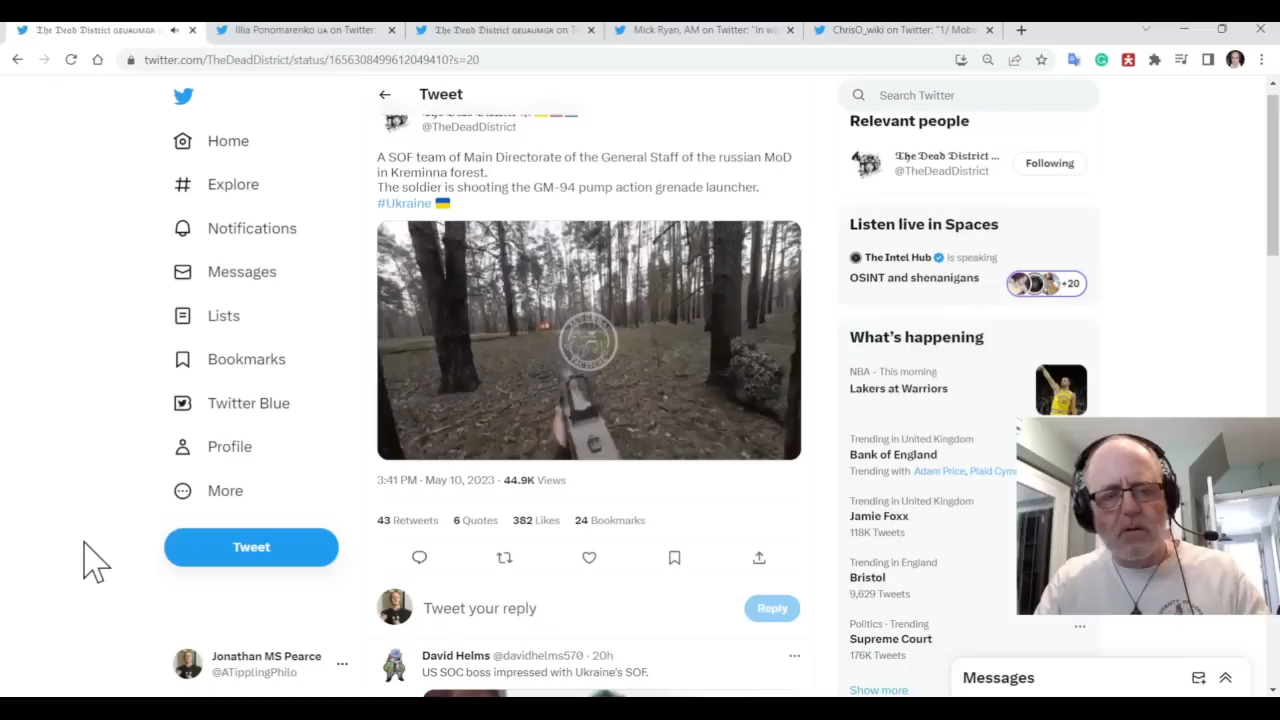 The Dead District GEUAUMGR
Illia Ponomarenko UA on Twitter:
The Dead District GEUAUMGR on T
Mick Ryan, AM on Twitter: "In wa
ChrisO_wiki on Twitter: "1/ Mob
twitter.com/TheDeadDistrict/status/1656308499612049410?s=20
Home
Explore
Notifications
Messages
Lists
Bookmarks
Twitter Blue
Profile
More
Tweet
Jonathan MS Pearce
@ATipplingPhilo
Tweet
@TheDeadDistrict
A SOF team of Main Directorate of the General Staff of the russian MoD
in Kreminna forest.
The soldier is shooting the GM-94 pump action grenade launcher.
#Ukraine 🇺🇦
3:41 PM · May 10, 2023 · 44.9K Views
43 Retweets 6 Quotes 382 Likes 24 Bookmarks
Tweet your reply
Reply
David Helms @davidhelms570 · 20h
US SOC boss impressed with Ukraine's SOF.
Search Twitter
Relevant people
The Dead District ...
@TheDeadDistrict
Following
Listen live in Spaces
The Intel Hub is speaking
OSINT and shenanigans
+20
What's happening
NBA · This morning
Lakers at Warriors
Trending in United Kingdom
Bank of England
Trending with Adam Price, Plaid Cym
Trending in United Kingdom
Jamie Foxx
118K Tweets
Trending in England
Bristol
9,629 Tweets
Politics · Trending
Supreme Court
176K Tweets
Show more
Messages